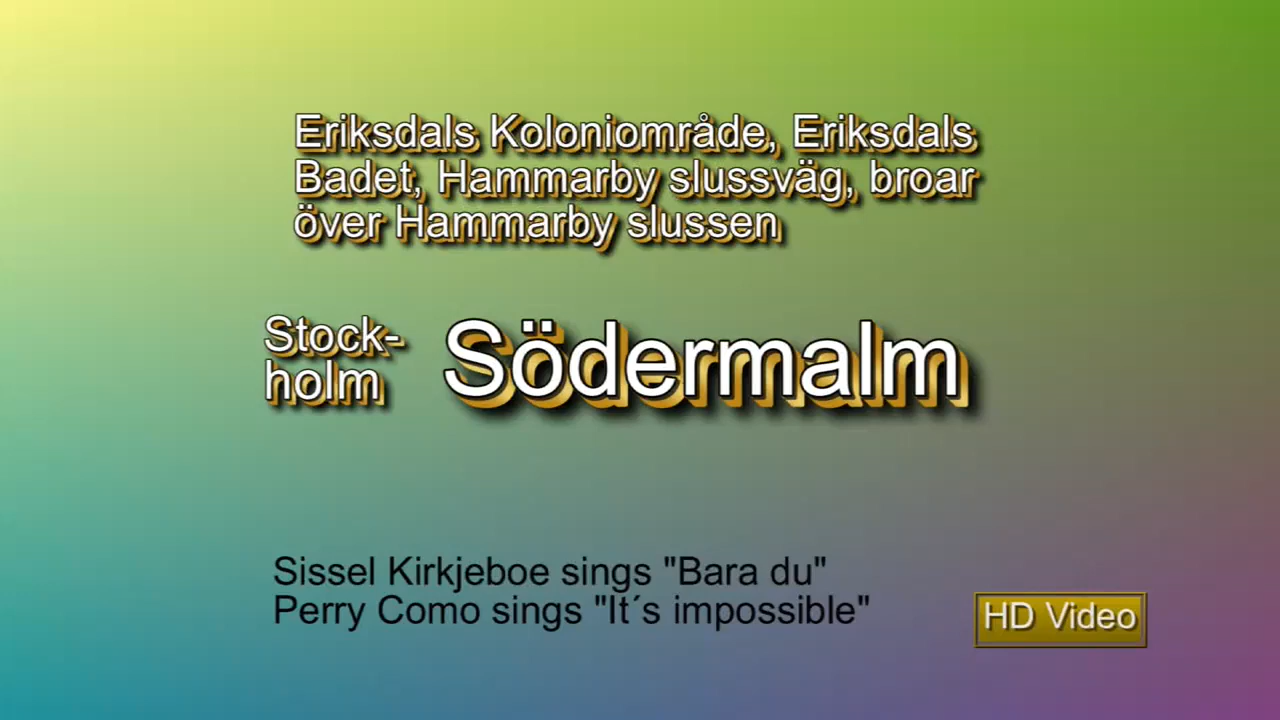 Eriksdals Koloniområde, Eriksdals
Badet, Hammarby slussväg, broar
över Hammarby slussen
Stock-
holm
Södermalm
Sissel Kirkjeboe sings "Bara du"
Perry Como sings "It´s impossible"
HD Video